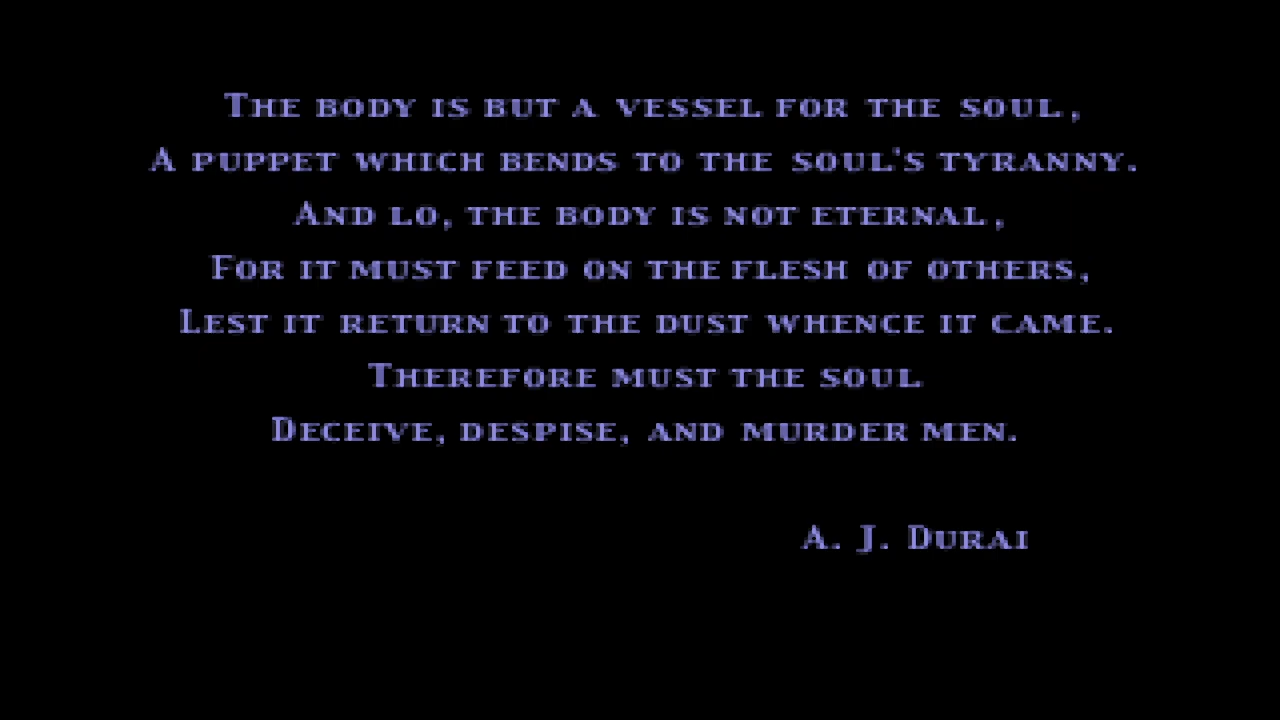 The body is but a vessel for the soul,
A puppet which bends to the soul's tyranny.
And lo, the body is not eternal,
For it must feed on the flesh of others,
Lest it return to the dust whence it came.
Therefore must the soul
Deceive, despise, and murder men.
A. J. Durai